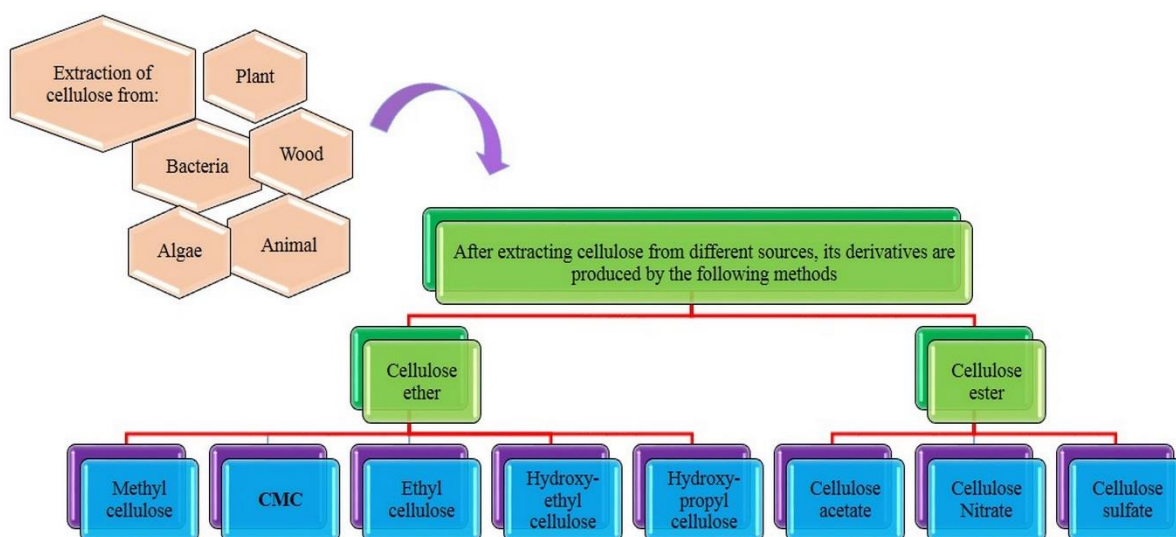 Extraction of
cellulose from:
Plant
Bacteria
Wood
Algae
Animal
After extracting cellulose from different sources, its derivatives are
produced by the following methods
Cellulose
ether
Cellulose
ester
Methyl
cellulose
CMC
Ethyl
cellulose
Hydroxy-
ethyl
cellulose
Hydroxy-
propyl
cellulose
Cellulose
acetate
Cellulose
Nitrate
Cellulose
sulfate